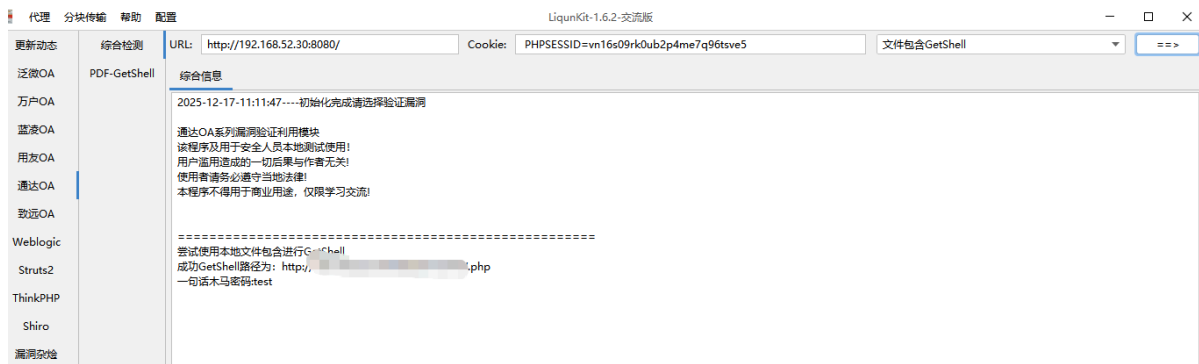 代理 分块传输 帮助 配置 LiqunKit-1.6.2-交流版
更新动态 综合检测 URL: http://192.168.52.30:8080/ Cookie: PHPSESSID=vn16s09rk0ub2p4me7q96tsve5 文件包含GetShell ==>
泛微OA PDF-GetShell 综合信息
万户OA 2025-12-17-11:11:47----初始化完成请选择验证漏洞
蓝凌OA 通达OA系列漏洞验证利用模块
该程序及用于安全人员本地测试使用!
用友OA 用户滥用造成的一切后果与作者无关!
使用者请务必遵守当地法律!
通达OA 本程序不得用于商业用途，仅限学习交流!
致远OA
Weblogic =====================================================
尝试使用本地文件包含进行GetShell
Struts2 成功GetShell路径为：http:/ .php
一句话木马密码:test
ThinkPHP
Shiro
漏洞杂烩